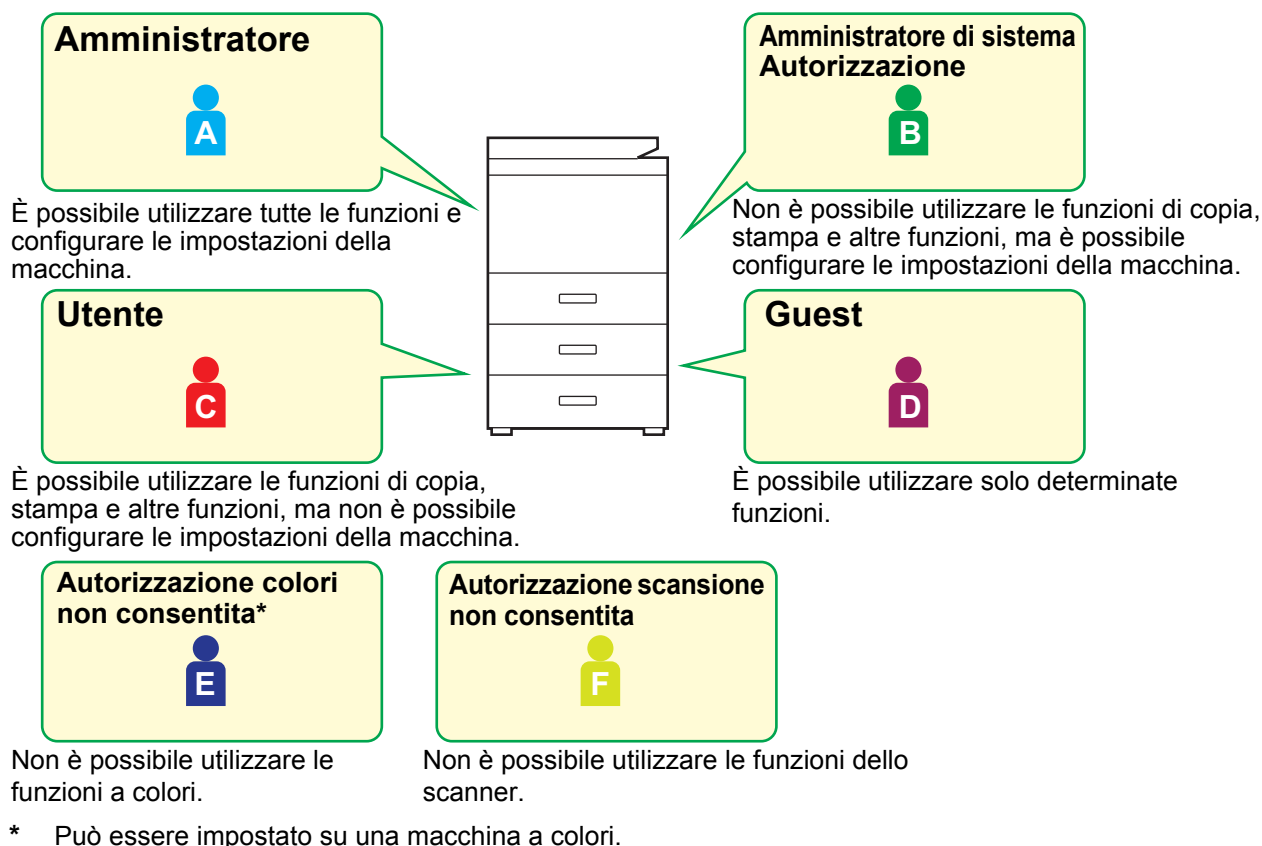 Amministratore
A
È possibile utilizzare tutte le funzioni e
configurare le impostazioni della
macchina.
Amministratore di sistema
Autorizzazione
B
Non è possibile utilizzare le funzioni di copia,
stampa e altre funzioni, ma è possibile
configurare le impostazioni della macchina.
Utente
C
È possibile utilizzare le funzioni di copia,
stampa e altre funzioni, ma non è possibile
configurare le impostazioni della macchina.
Guest
D
È possibile utilizzare solo determinate
funzioni.
Autorizzazione colori
non consentita*
E
Non è possibile utilizzare le
funzioni a colori.
Autorizzazione scansione
non consentita
F
Non è possibile utilizzare le funzioni dello
scanner.
* Può essere impostato su una macchina a colori.